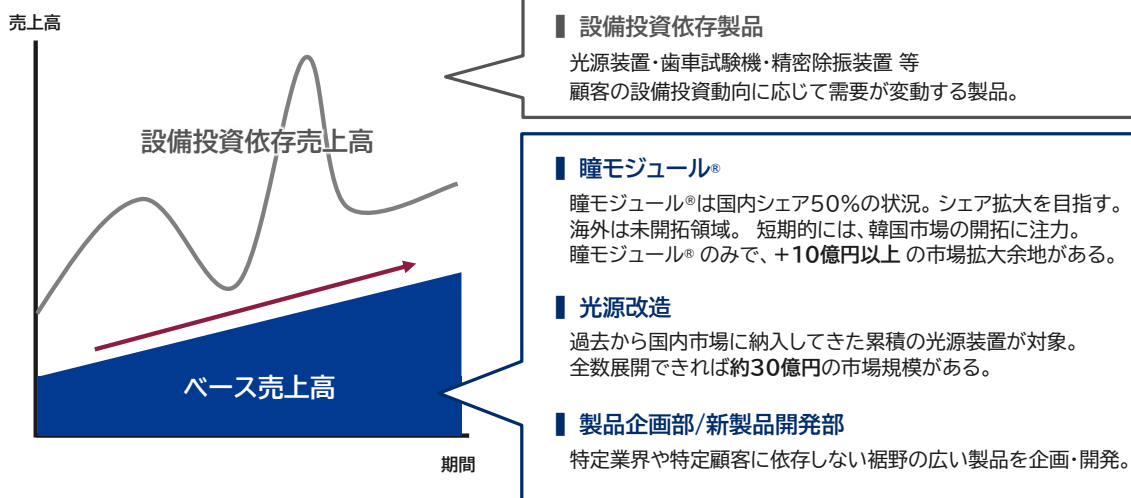 売上高
設備投資依存売上高
ベース売上高
期間
設備投資依存製品
光源装置・歯車試験機・精密除振装置 等
顧客の設備投資動向に応じて需要が変動する製品。
瞳モジュール®
瞳モジュール®は国内シェア50%の状況。シェア拡大を目指す。
海外は未開拓領域。 短期的には、韓国市場の開拓に注力。
瞳モジュール® のみで、+10億円以上 の市場拡大余地がある。
光源改造
過去から国内市場に納入してきた累積の光源装置が対象。
全数展開できれば約30億円の市場規模がある。
製品企画部/新製品開発部
特定業界や特定顧客に依存しない裾野の広い製品を企画・開発。